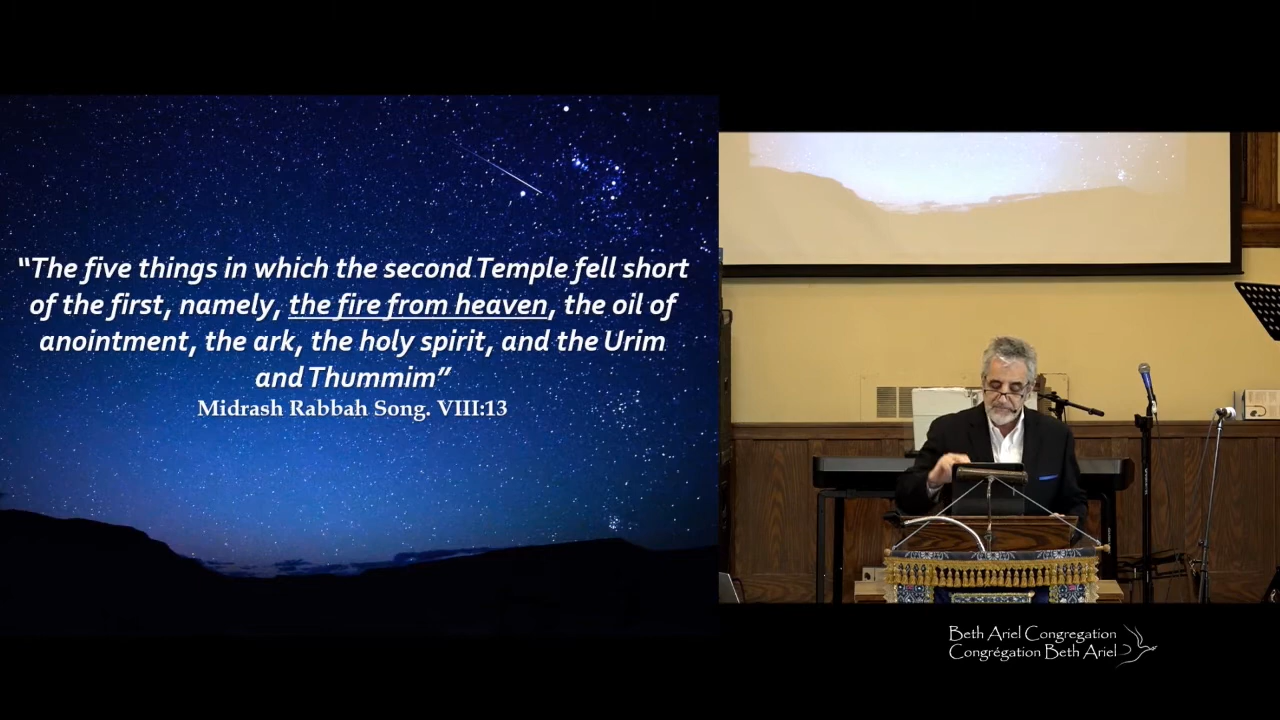 “The five things in which the second Temple fell short
of the first, namely, the fire from heaven, the oil of
anointment, the ark, the holy spirit, and the Urim
and Thummim”
Midrash Rabbah Song. VIII:13
Beth Ariel Congregation
Congrégation Beth Ariel